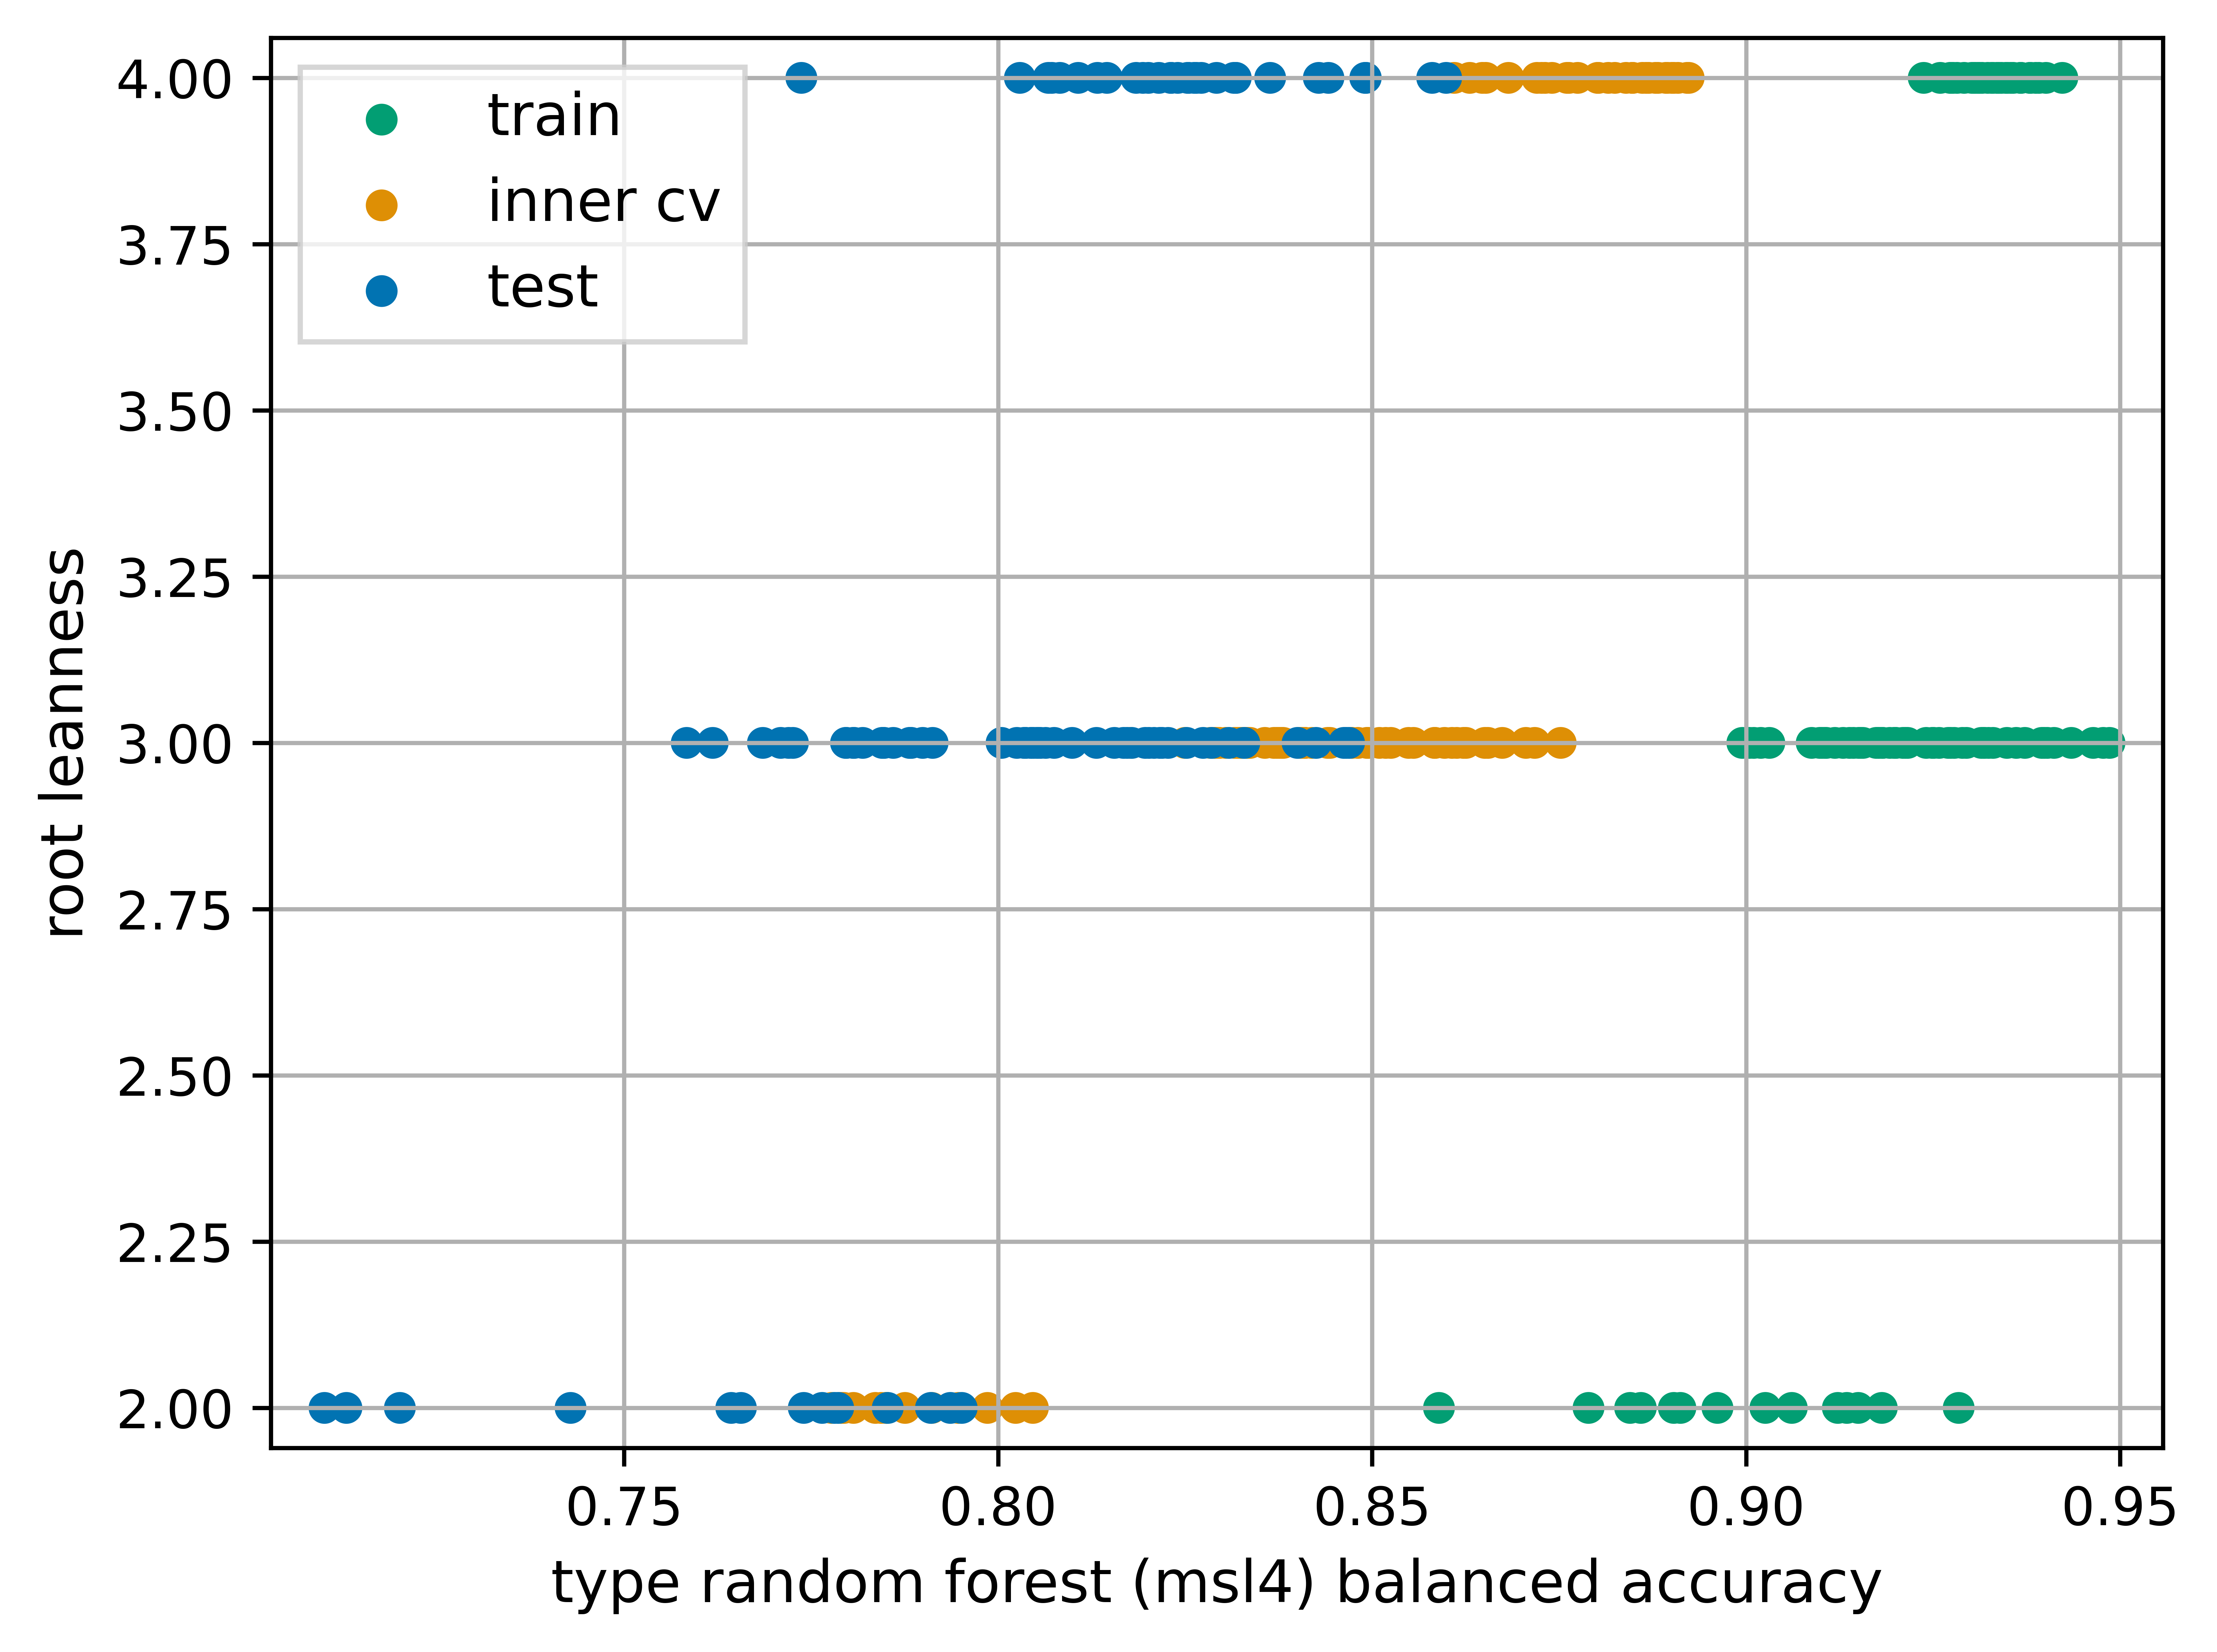 4.00
3.75
3.50
3.25
3.00
2.75
2.50
2.25
2.00
root leanness
train
inner cv
test
0.75 0.80 0.85 0.90 0.95
type random forest (msl4) balanced accuracy